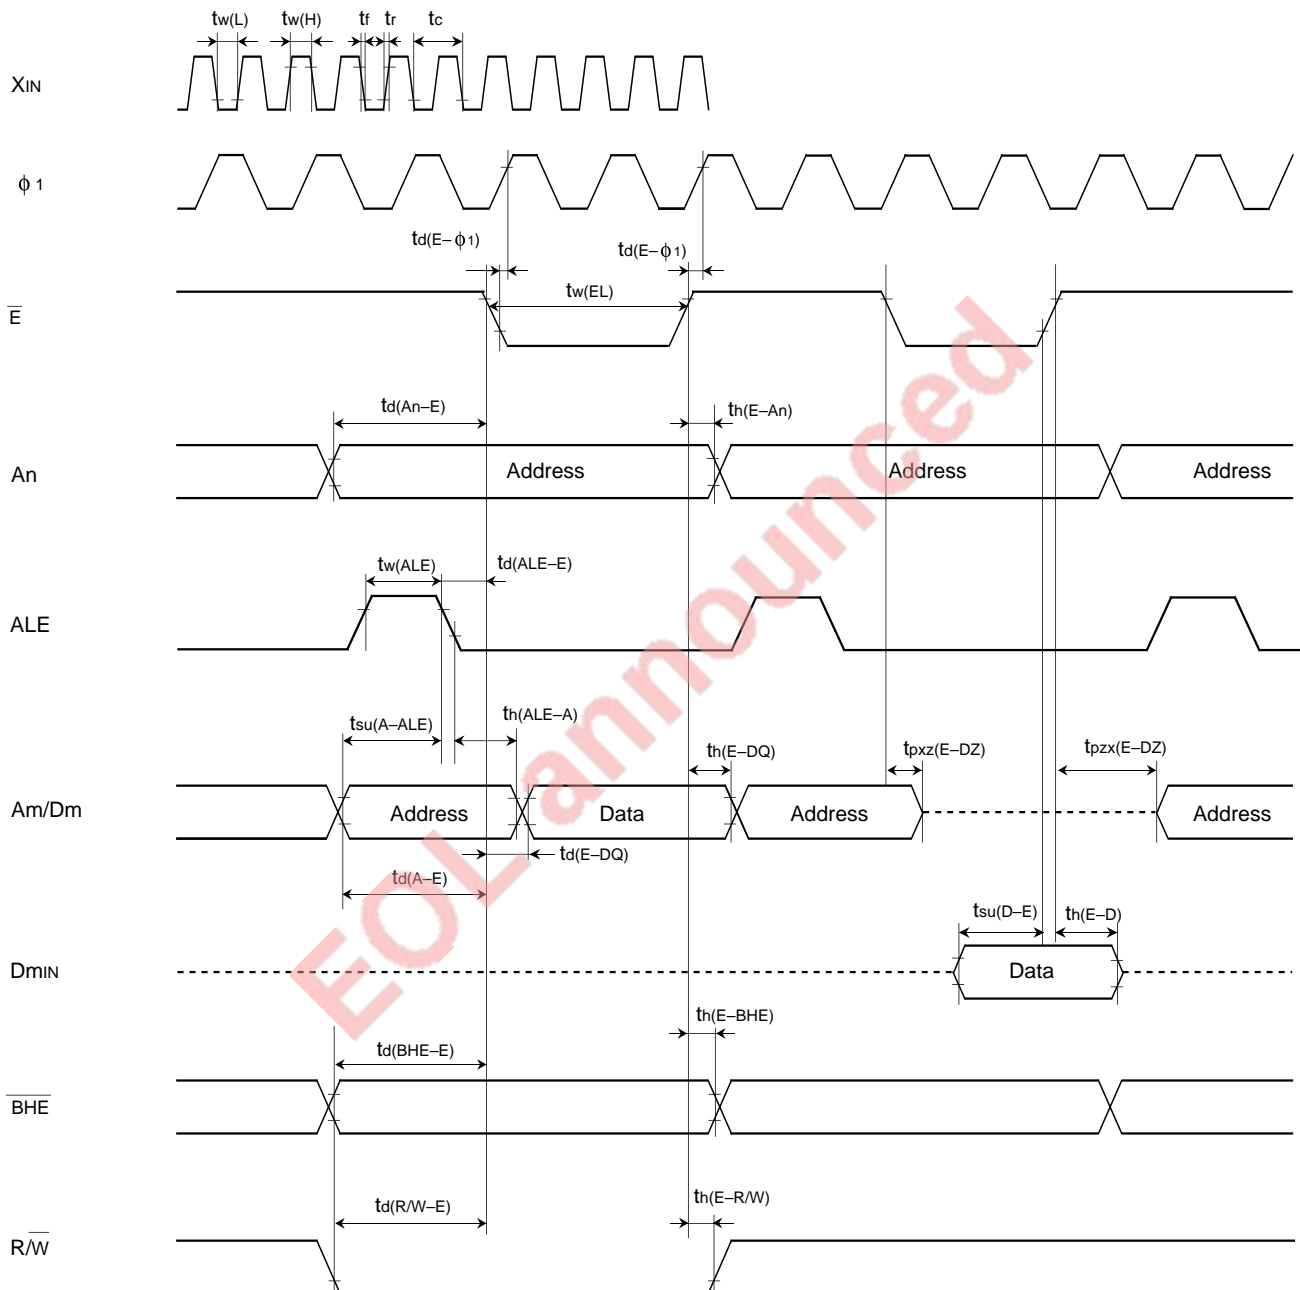 tw(L) tw(H) tf tr tc
XIN
ϕ 1
td(E–ϕ1) td(E–ϕ1)
tw(EL)
E
td(An–E) th(E–An)
An Address Address Address
tw(ALE) td(ALE–E)
ALE
tsu(A–ALE) th(ALE–A) th(E–DQ) tpxz(E–DZ) tpzx(E–DZ)
Am/Dm Address Data Address Address
td(E–DQ)
td(A–E)
tsu(D–E) th(E–D)
DmIN Data
th(E–BHE)
td(BHE–E)
BHE
th(E–R/W)
td(R/W–E)
R/W
EOL announced